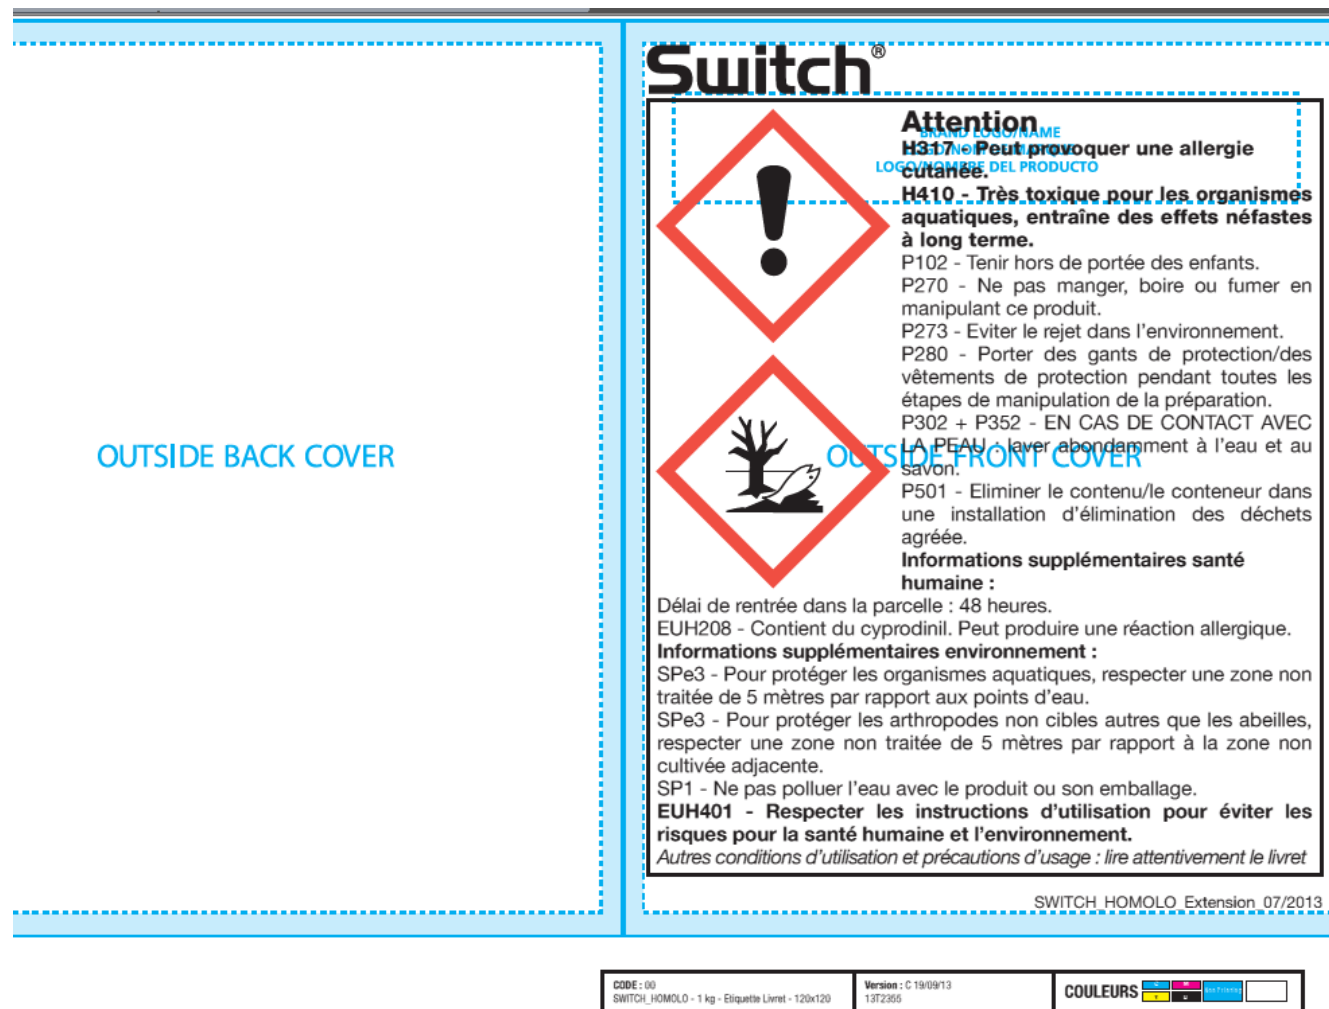 Switch®
BRAND LOGO/NAME
LOGO/NOMBRE DEL PRODUCTO
Attention
H317 - Peut provoquer une allergie
cutanée.
H410 - Très toxique pour les organismes
aquatiques, entraîne des effets néfastes
à long terme.
P102 - Tenir hors de portée des enfants.
P270 - Ne pas manger, boire ou fumer en
manipulant ce produit.
P273 - Eviter le rejet dans l'environnement.
P280 - Porter des gants de protection/des
vêtements de protection pendant toutes les
étapes de manipulation de la préparation.
P302 + P352 - EN CAS DE CONTACT AVEC
LA PEAU : laver abondamment à l'eau et au
savon.
P501 - Eliminer le contenu/le conteneur dans
une installation d'élimination des déchets
agréée.
Informations supplémentaires santé
humaine :
Délai de rentrée dans la parcelle : 48 heures.
EUH208 - Contient du cyprodinil. Peut produire une réaction allergique.
Informations supplémentaires environnement :
SPe3 - Pour protéger les organismes aquatiques, respecter une zone non
traitée de 5 mètres par rapport aux points d'eau.
SPe3 - Pour protéger les arthropodes non cibles autres que les abeilles,
respecter une zone non traitée de 5 mètres par rapport à la zone non
cultivée adjacente.
SP1 - Ne pas polluer l'eau avec le produit ou son emballage.
EUH401 - Respecter les instructions d'utilisation pour éviter les
risques pour la santé humaine et l'environnement.
Autres conditions d'utilisation et précautions d'usage : lire attentivement le livret
OUTSIDE BACK COVER
OUTSIDE FRONT COVER
SWITCH_HOMOLO_Extension_07/2013
CODE : 00
SWITCH_HOMOLO - 1 kg - Etiquette Livret - 120x120
Version : C 19/09/13
13T2355
COULEURS
C M
Y
Non Printing